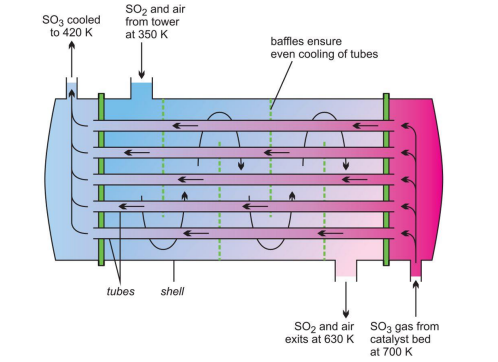 SO₃ cooled
to 420 K
SO₂ and air
from tower
at 350 K
baffles ensure
even cooling of tubes
tubes
shell
SO₂ and air
exits at 630 K
SO₃ gas from
catalyst bed
at 700 K